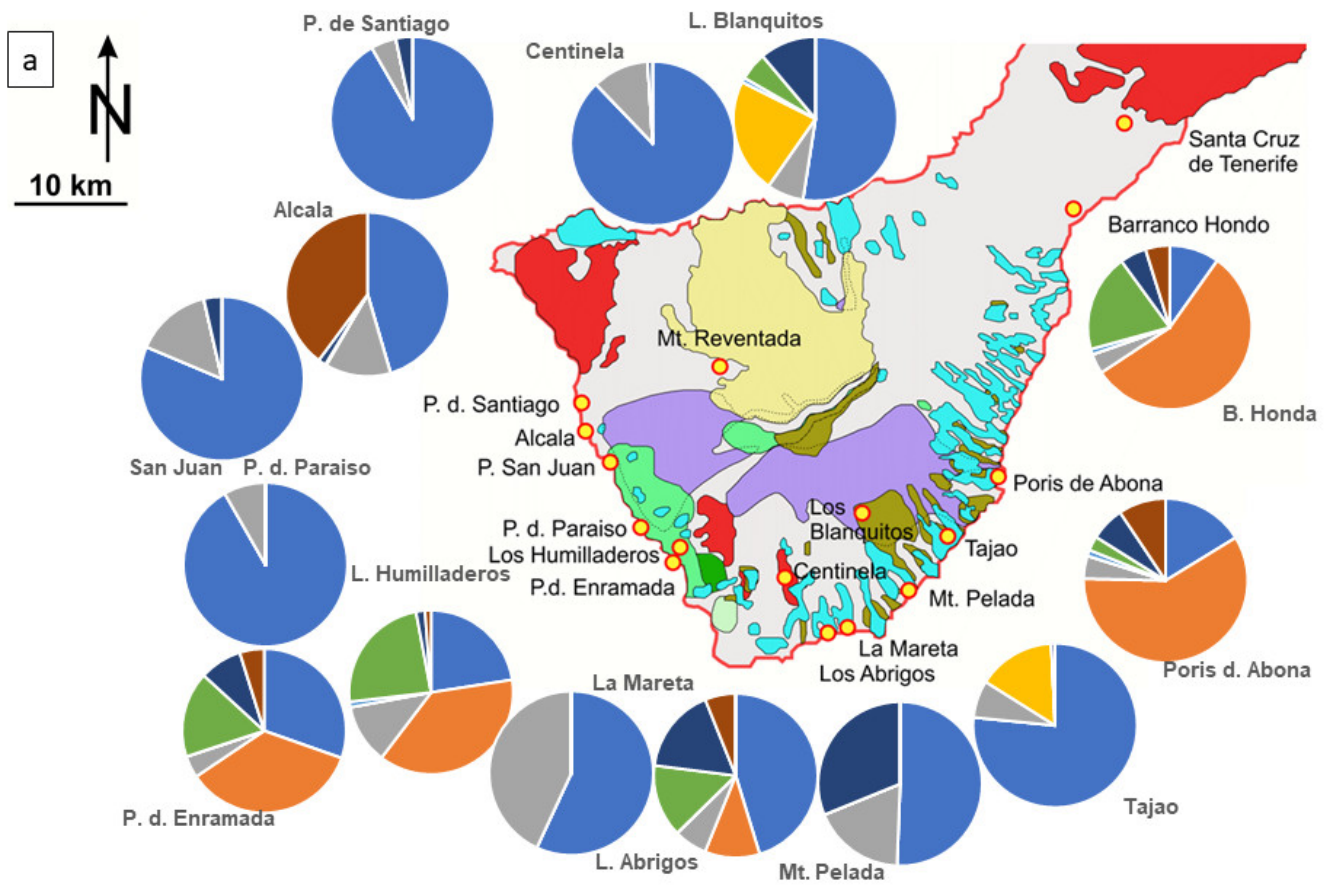 a
N
10 km
P. de Santiago
Centinela
L. Blanquitos
Santa Cruz
de Tenerife
Alcala
Barranco Hondo
Mt. Reventada
P. d. Santiago
Alcala
P. San Juan
B. Honda
San Juan
P. d. Paraiso
Poris de Abona
Los
Blanquitos
P. d. Paraiso
Los Humilladeros
P.d. Enramada
Tajao
Centinela
L. Humilladeros
Mt. Pelada
La Mareta
Los Abrigos
Poris d. Abona
La Mareta
P. d. Enramada
Tajao
L. Abrigos
Mt. Pelada